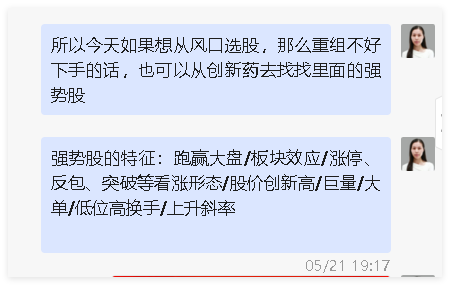 所以今天如果想从风口选股，那么重组不好
下手的话，也可以从创新药去找找里面的强
势股
强势股的特征：跑赢大盘/板块效应/涨停、
反包、突破等看涨形态/股价创新高/巨量/大
单/低位高换手/上升斜率
05/21 19:17